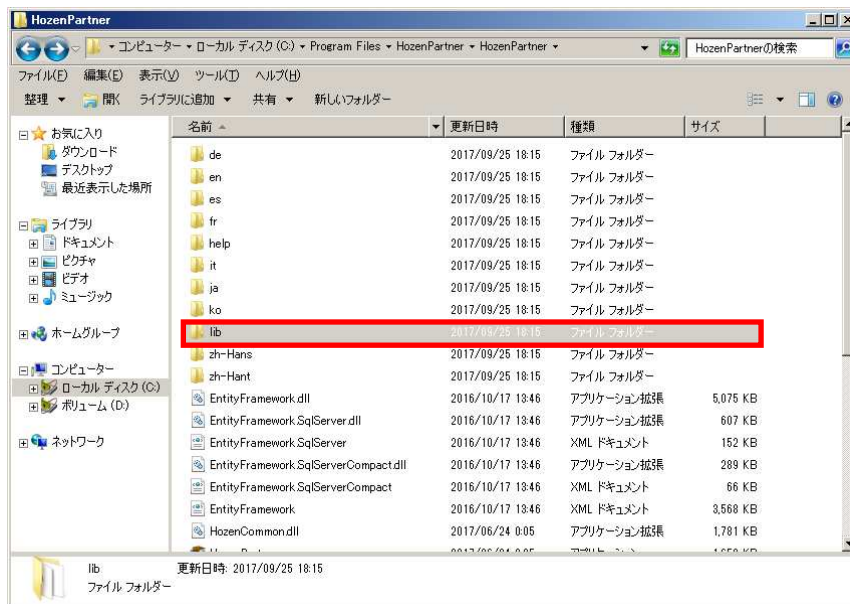 HozenPartner
コンピューター ローカル ディスク (C:) Program Files HozenPartner HozenPartner HozenPartnerの検索
ファイル(F) 編集(E) 表示(V) ツール(T) ヘルプ(H)
整理 開く ライブラリに追加 共有 新しいフォルダー
お気に入り
ダウンロード
デスクトップ
最近表示した場所
ライブラリ
ドキュメント
ピクチャ
ビデオ
ミュージック
ホームグループ
コンピューター
ローカル ディスク (C:)
ボリューム (D:)
ネットワーク
名前 更新日時 種類 サイズ
de 2017/09/25 18:15 ファイル フォルダー
en 2017/09/25 18:15 ファイル フォルダー
es 2017/09/25 18:15 ファイル フォルダー
fr 2017/09/25 18:15 ファイル フォルダー
help 2017/09/25 18:15 ファイル フォルダー
it 2017/09/25 18:15 ファイル フォルダー
ja 2017/09/25 18:15 ファイル フォルダー
ko 2017/09/25 18:15 ファイル フォルダー
lib 2017/09/25 18:15 ファイル フォルダー
zh-Hans 2017/09/25 18:15 ファイル フォルダー
zh-Hant 2017/09/25 18:15 ファイル フォルダー
EntityFramework.dll 2016/10/17 13:46 アプリケーション拡張 5,075 KB
EntityFramework.SqlServer.dll 2016/10/17 13:46 アプリケーション拡張 607 KB
EntityFramework.SqlServer 2016/10/17 13:46 XML ドキュメント 152 KB
EntityFramework.SqlServerCompact.dll 2016/10/17 13:46 アプリケーション拡張 289 KB
EntityFramework.SqlServerCompact 2016/10/17 13:46 XML ドキュメント 66 KB
EntityFramework 2016/10/17 13:46 XML ドキュメント 3,568 KB
HozenCommon.dll 2017/06/24 0:05 アプリケーション拡張 1,781 KB
lib 更新日時: 2017/09/25 18:15
ファイル フォルダー